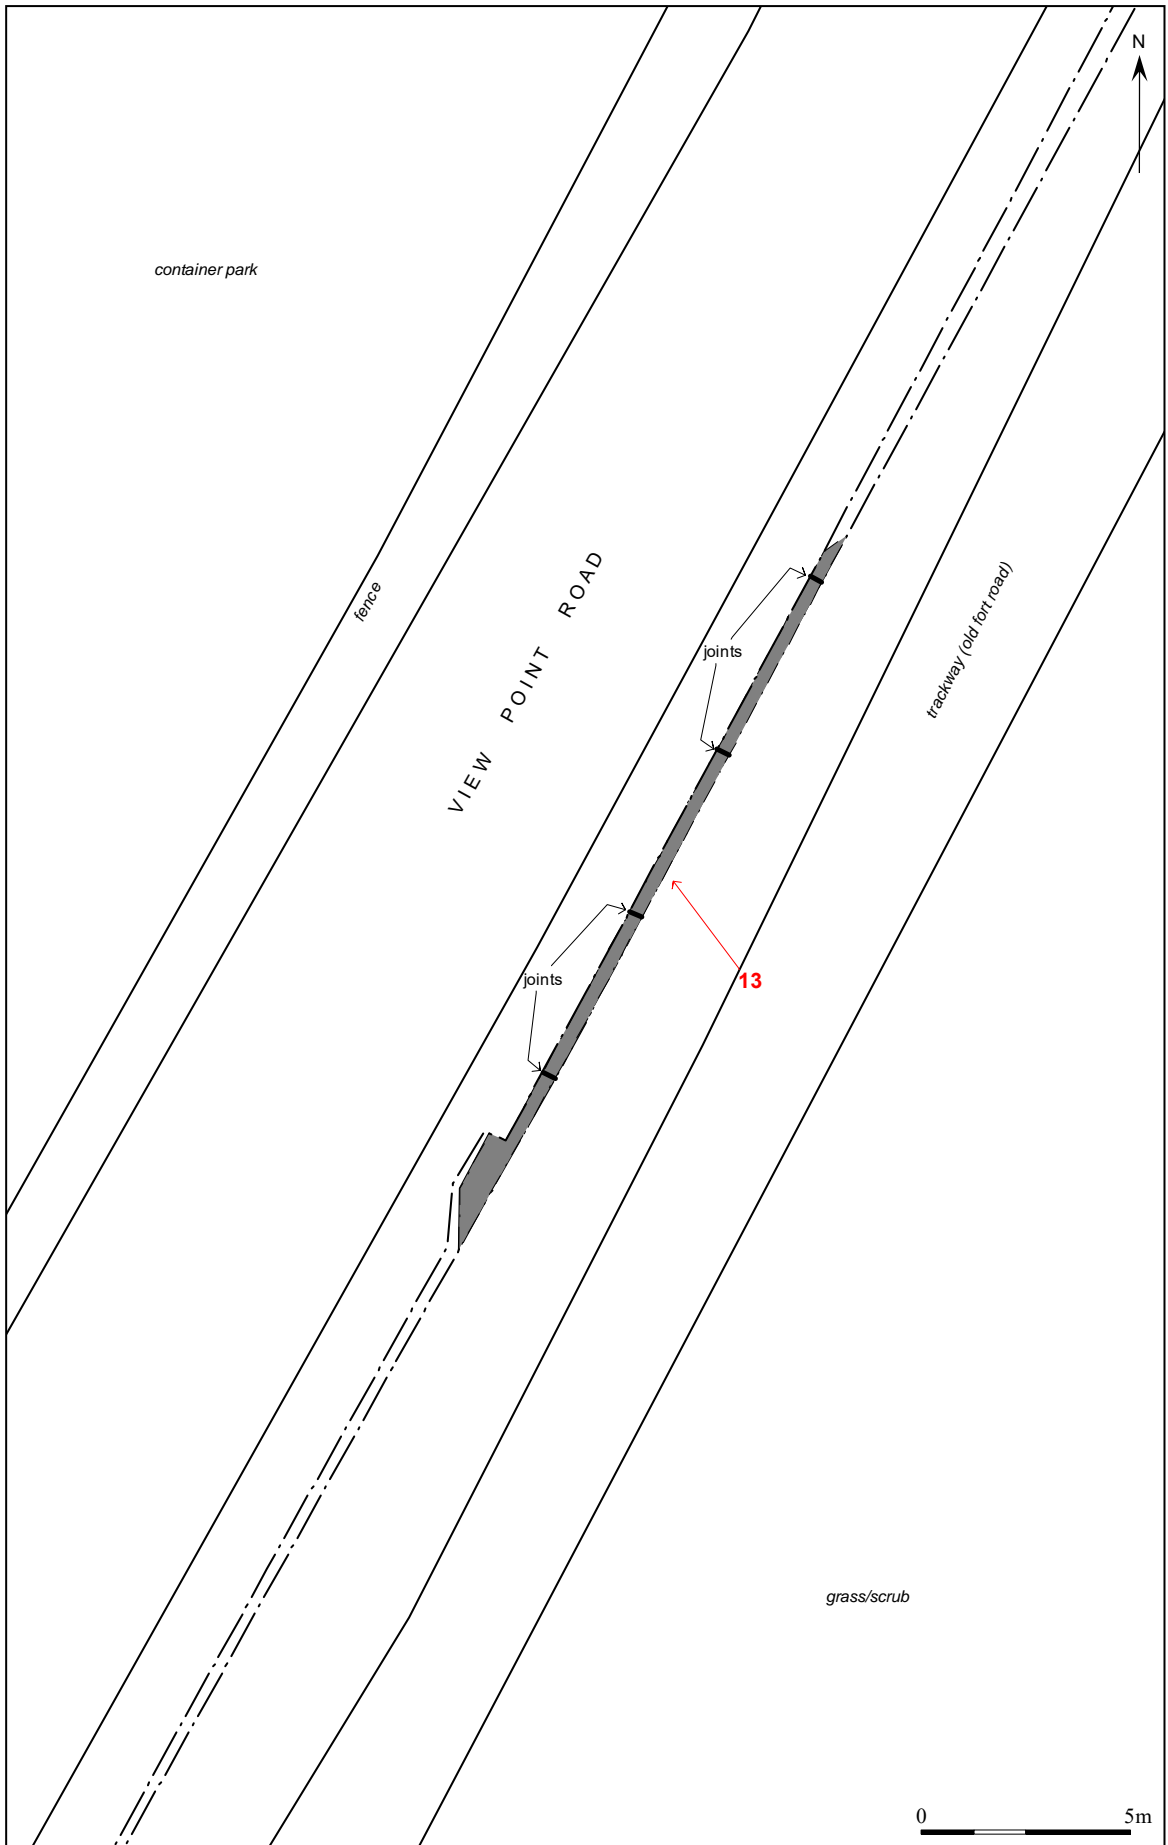 N
container park
fence
VIEW POINT ROAD
joints
trackway (old fort road)
joints
13
grass/scrub
0 5m